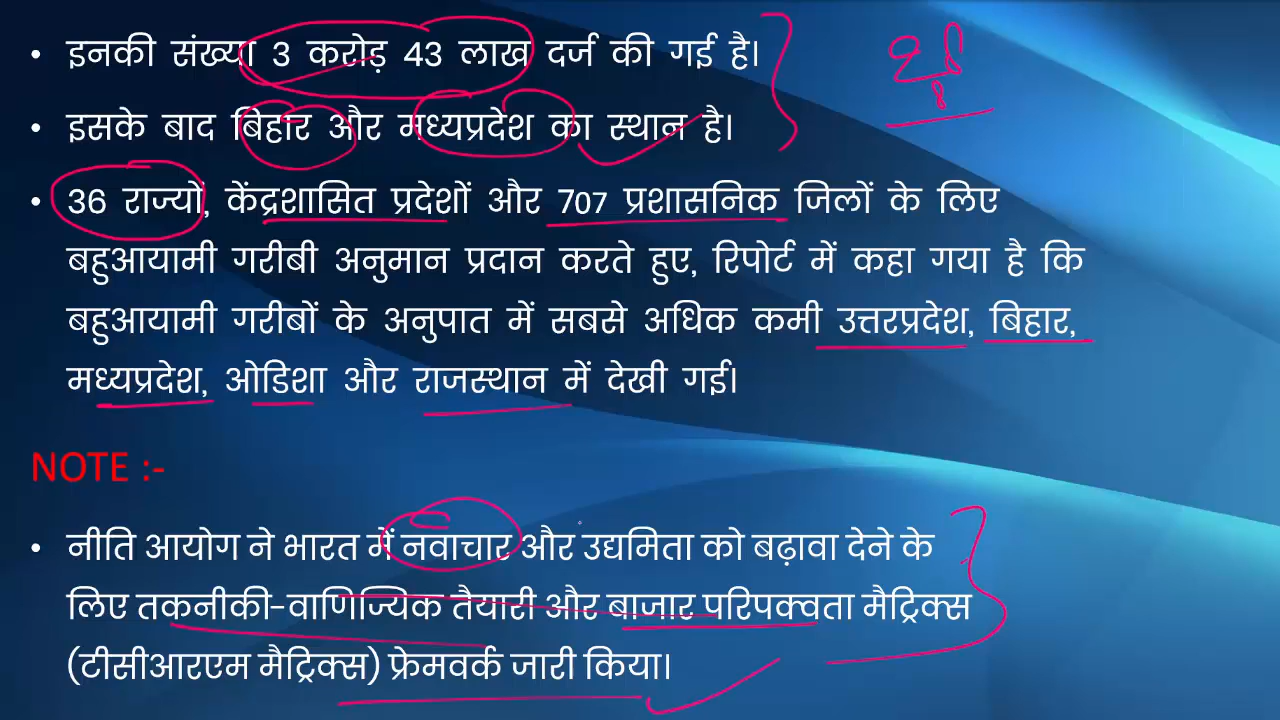 • इनकी संख्या 3 करोड़ 43 लाख दर्ज की गई है।
• इसके बाद बिहार और मध्यप्रदेश का स्थान है।
• 36 राज्यों, केंद्रशासित प्रदेशों और 707 प्रशासनिक जिलों के लिए
बहुआयामी गरीबी अनुमान प्रदान करते हुए, रिपोर्ट में कहा गया है कि
बहुआयामी गरीबों के अनुपात में सबसे अधिक कमी उत्तरप्रदेश, बिहार,
मध्यप्रदेश, ओडिशा और राजस्थान में देखी गई।
NOTE :-
• नीति आयोग ने भारत में नवाचार और उद्यमिता को बढ़ावा देने के
लिए तकनीकी-वाणिज्यिक तैयारी और बाजार परिपक्वता मैट्रिक्स
(टीसीआरएम मैट्रिक्स) फ्रेमवर्क जारी किया।